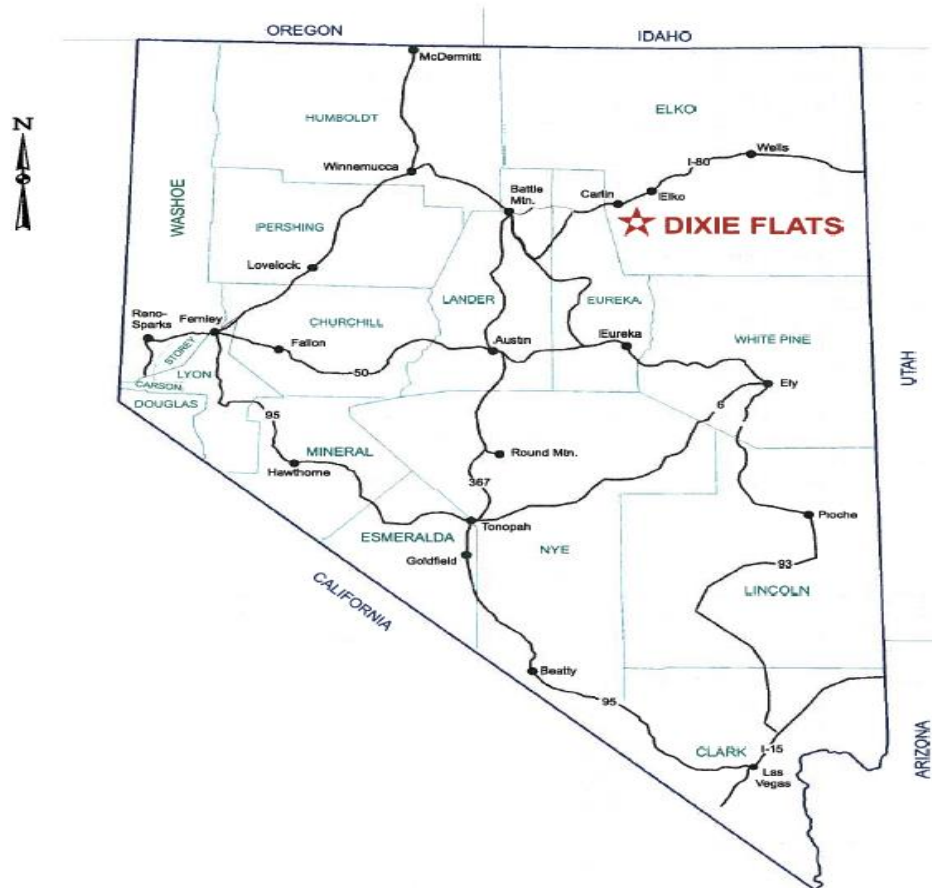 OREGON
IDAHO
McDermitt
N
ELKO
HUMBOLDT
Wells
I-80
Winnemucca
Battle
Mtn.
Carlin
Elko
WASHOE
DIXIE FLATS
PERSHING
Lovelock
LANDER
EUREKA
Reno-
Sparks
Fernley
CHURCHILL
STOREY
Fallon
Austin
Eureka
WHITE PINE
UTAH
LYON
50
CARSON
Ely
DOUGLAS
6
95
MINERAL
Round Mtn.
Hawthorne
367
Pioche
Tonopah
ESMERALDA
NYE
Goldfield
93
CALIFORNIA
LINCOLN
Beatty
95
ARIZONA
CLARK
I-15
Las
Vegas